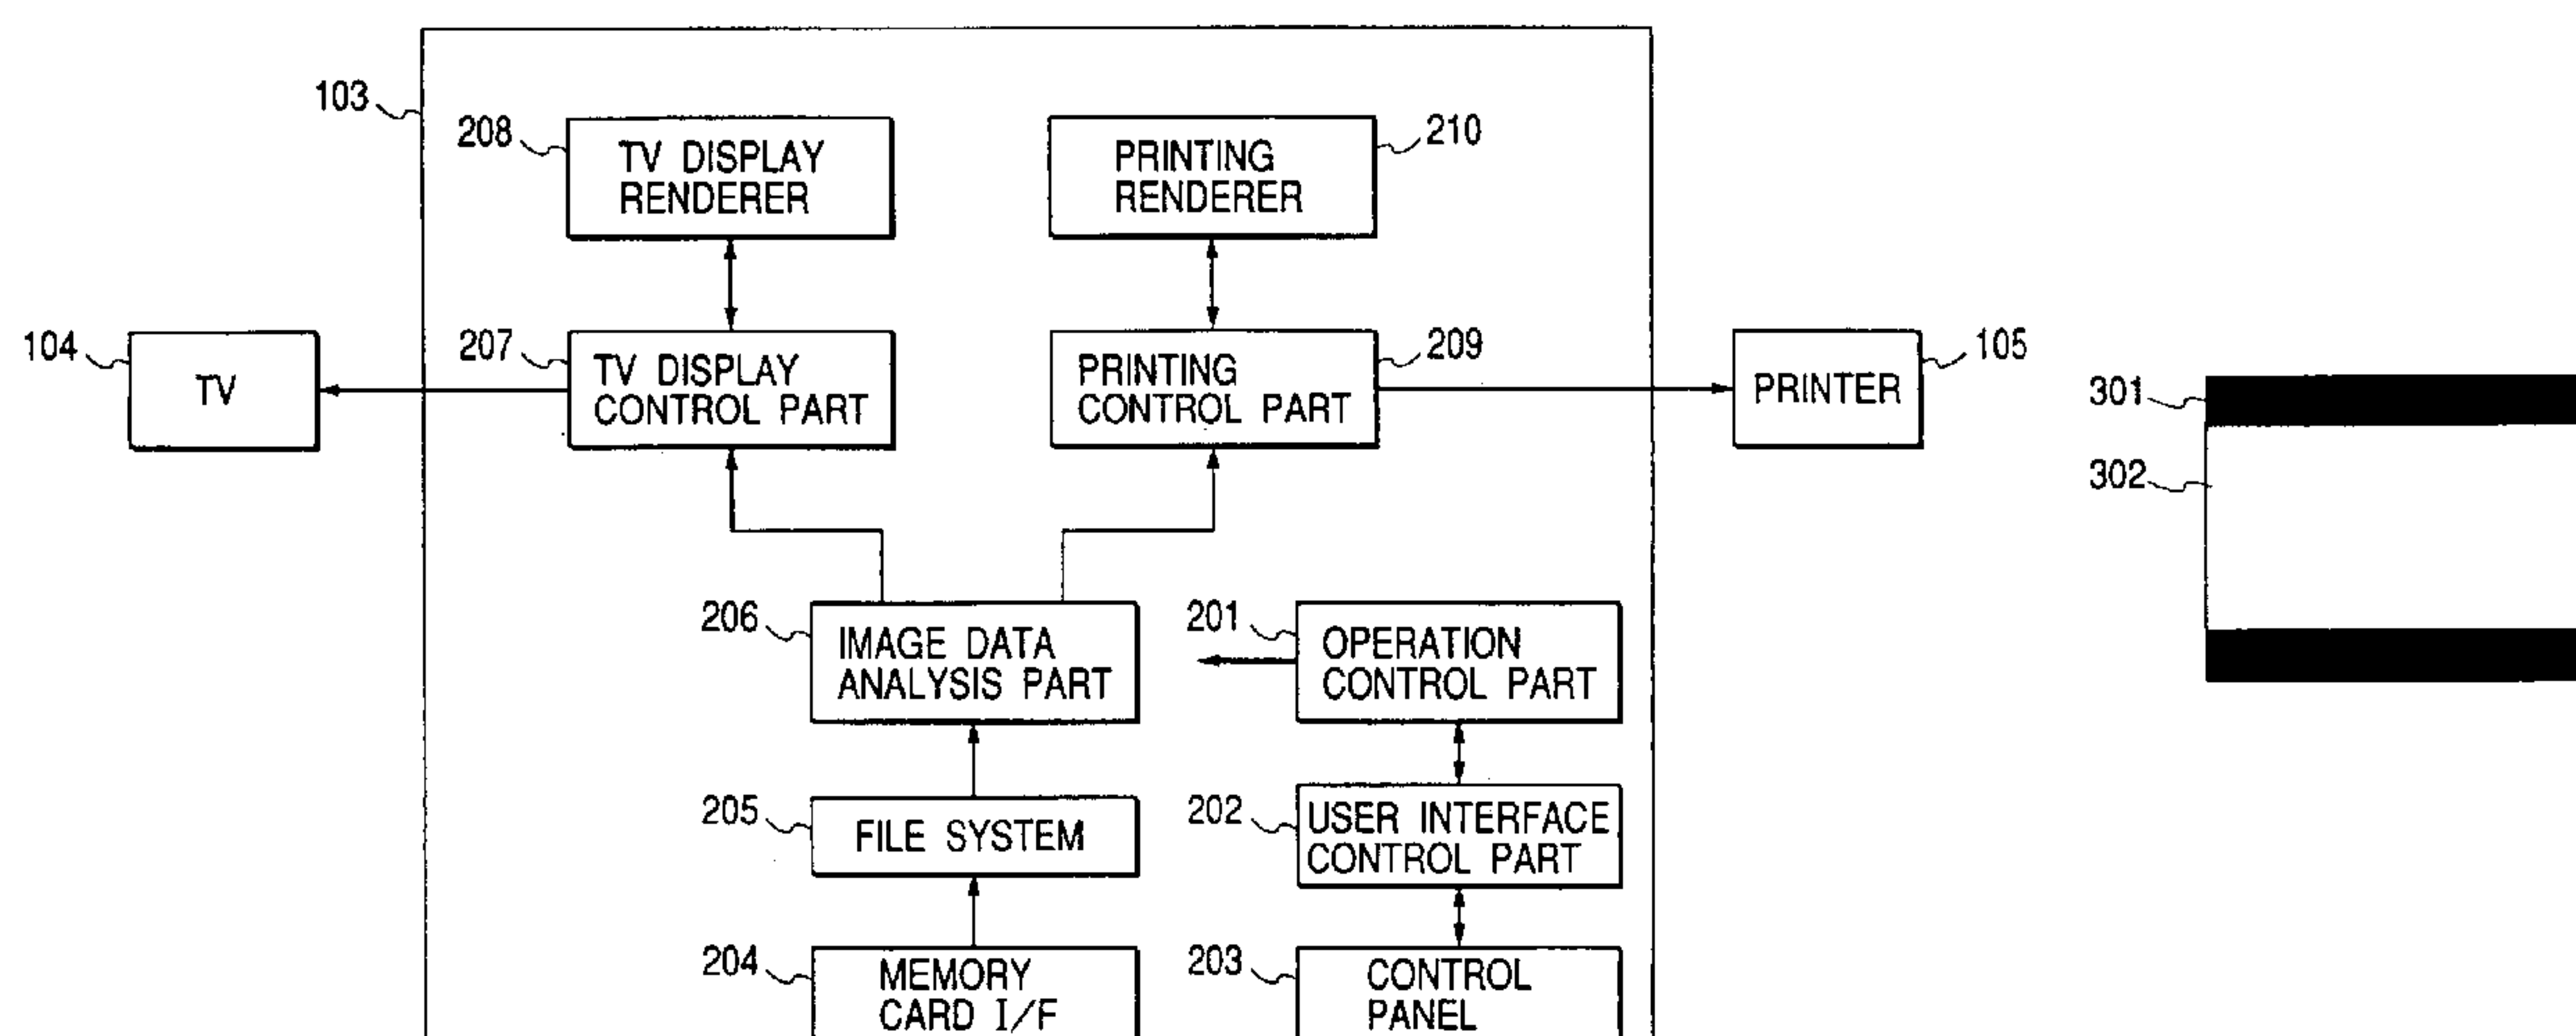 103
208
TV DISPLAY
RENDERER
PRINTING
RENDERER
210
104
TV
207
TV DISPLAY
CONTROL PART
PRINTING
CONTROL PART
209
PRINTER
105
301
302
206
IMAGE DATA
ANALYSIS PART
201
OPERATION
CONTROL PART
205
FILE SYSTEM
202
USER INTERFACE
CONTROL PART
204
MEMORY
CARD I/F
203
CONTROL
PANEL